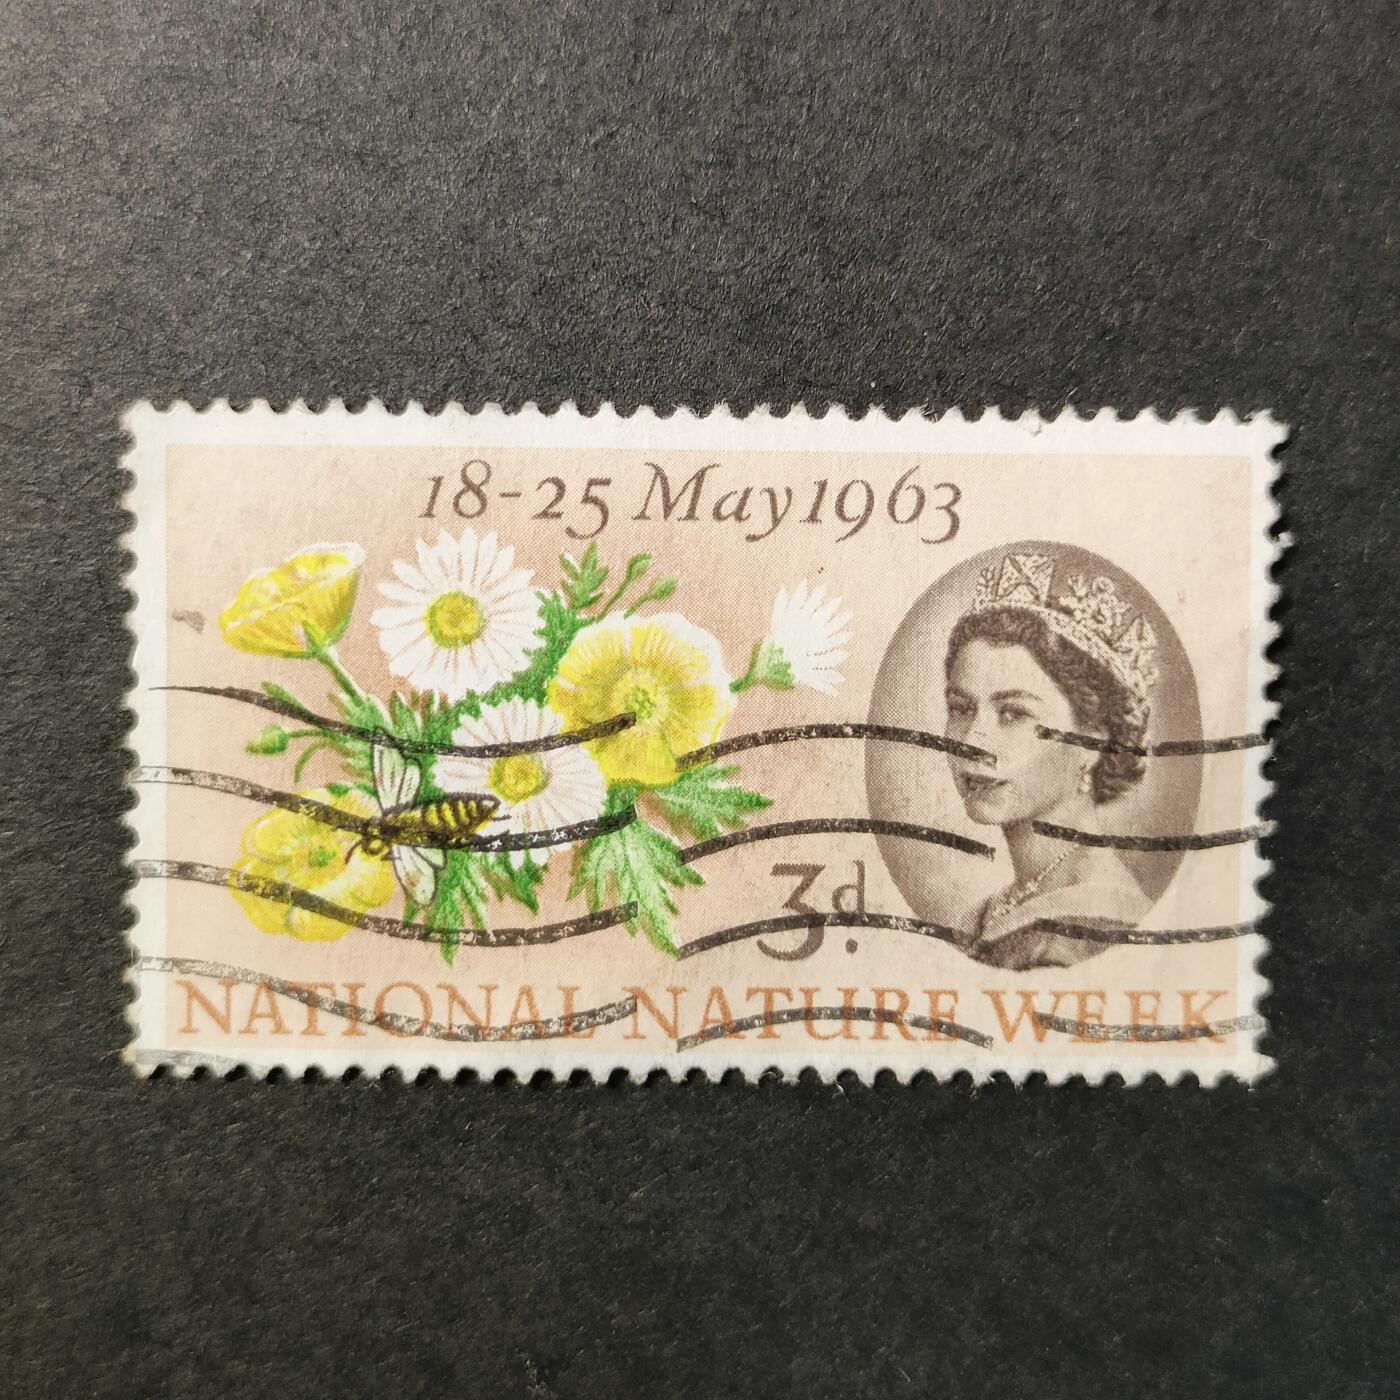 18-25 May 1963
3d.
NATIONAL NATURE WEEK